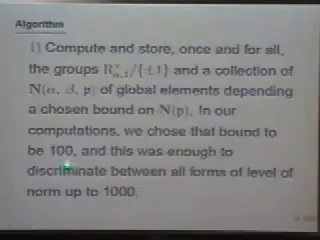 Algorithm
1) Compute and store, once and for all,
the groups R^×_{α,1}/{±1} and a collection of
N(α, β, p) of global elements depending
a chosen bound on N(p). In our
computations, we chose that bound to
be 100, and this was enough to
discriminate between all forms of level of
norm up to 1000.